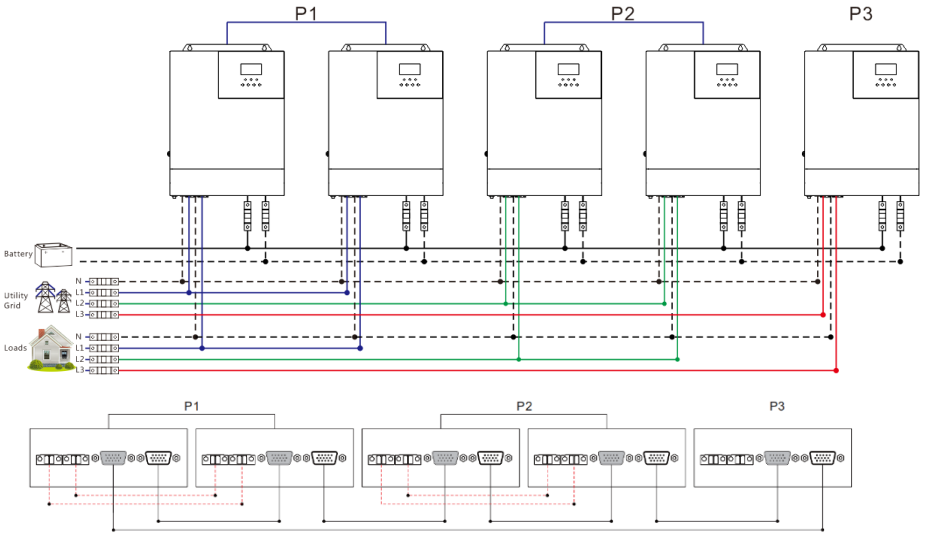 P1 P2 P3
Battery
Utility
Grid
N
L1
L2
L3
Loads
N
L1
L2
L3
P1 P2 P3